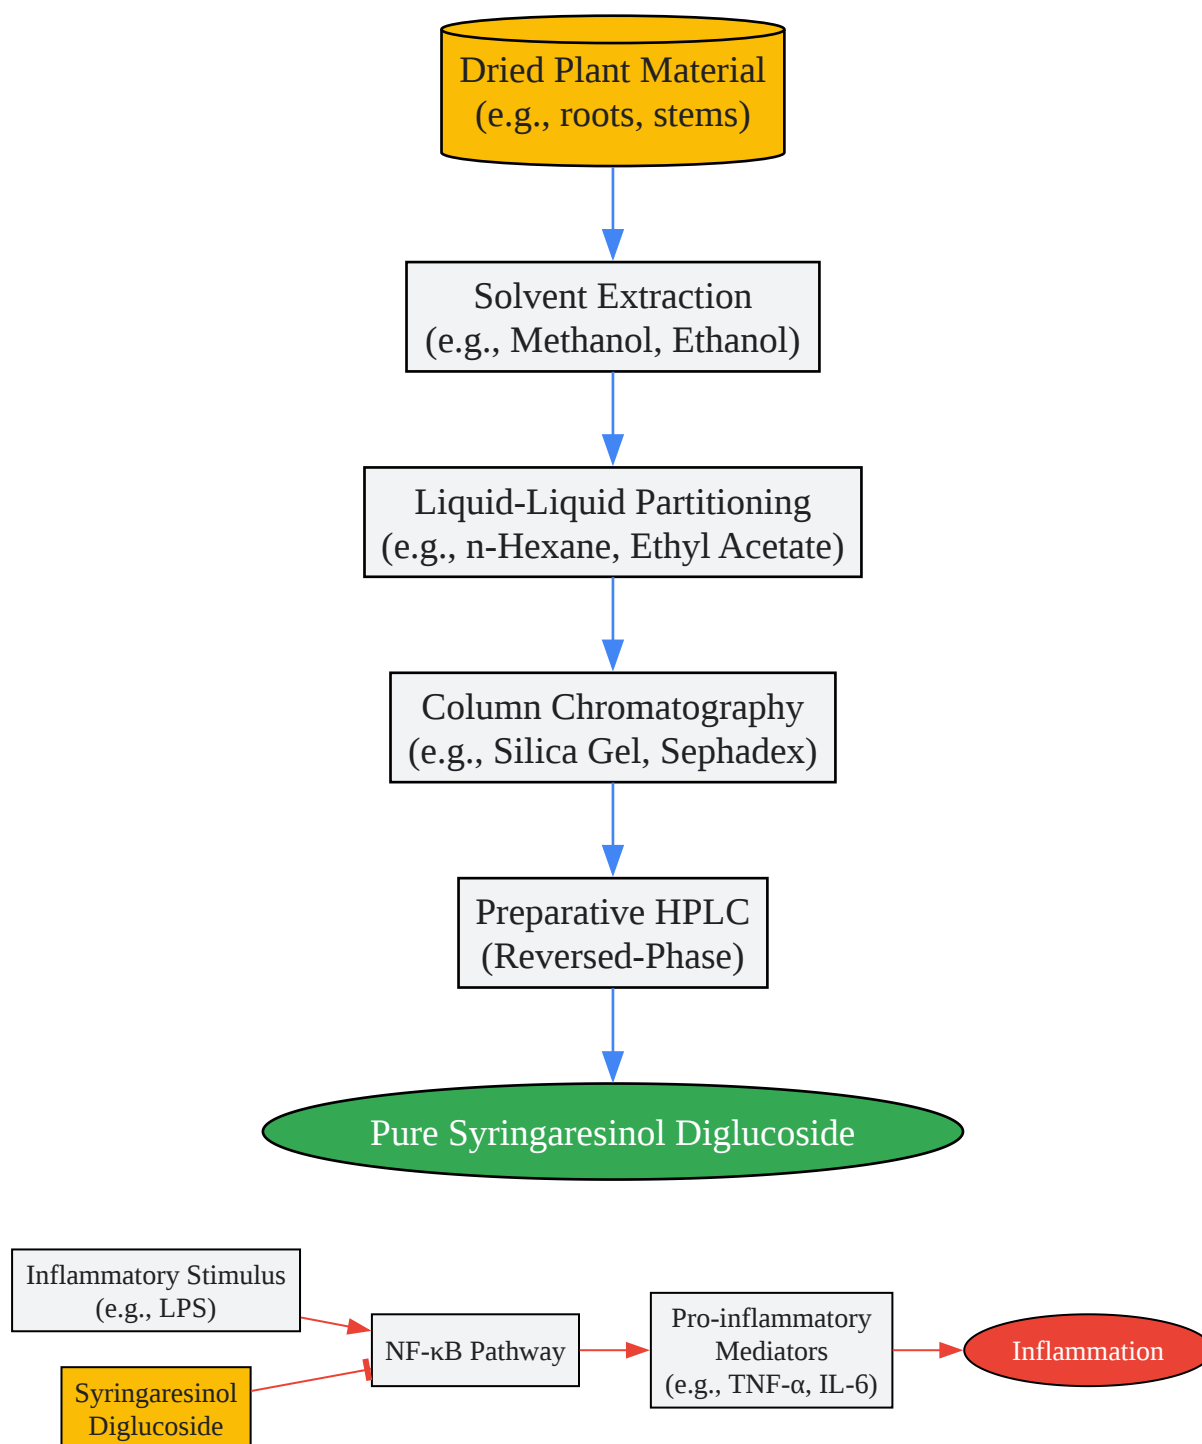 Dried Plant Material
(e.g., roots, stems)
Solvent Extraction
(e.g., Methanol, Ethanol)
Liquid-Liquid Partitioning
(e.g., n-Hexane, Ethyl Acetate)
Column Chromatography
(e.g., Silica Gel, Sephadex)
Preparative HPLC
(Reversed-Phase)
Pure Syringaresinol Diglucoside
Inflammatory Stimulus
(e.g., LPS)
Syringaresinol
Diglucoside
NF-κB Pathway
Pro-inflammatory
Mediators
(e.g., TNF-α, IL-6)
Inflammation